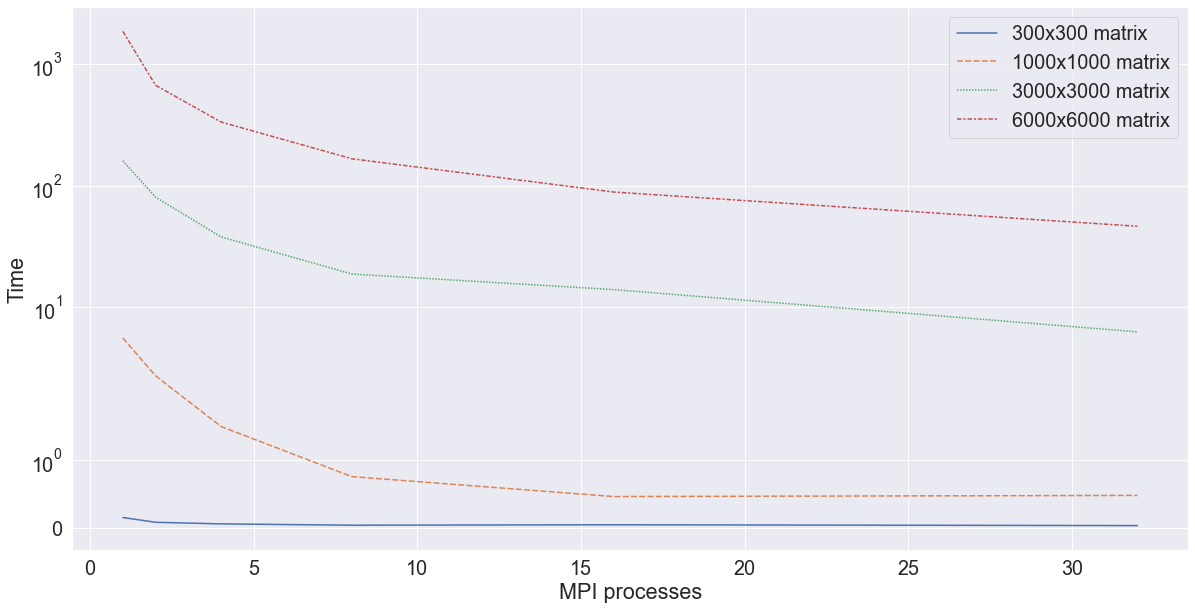 300x300 matrix
1000x1000 matrix
3000x3000 matrix
6000x6000 matrix
Time
10³
10²
10¹
10⁰
0
0 5 10 15 20 25 30
MPI processes